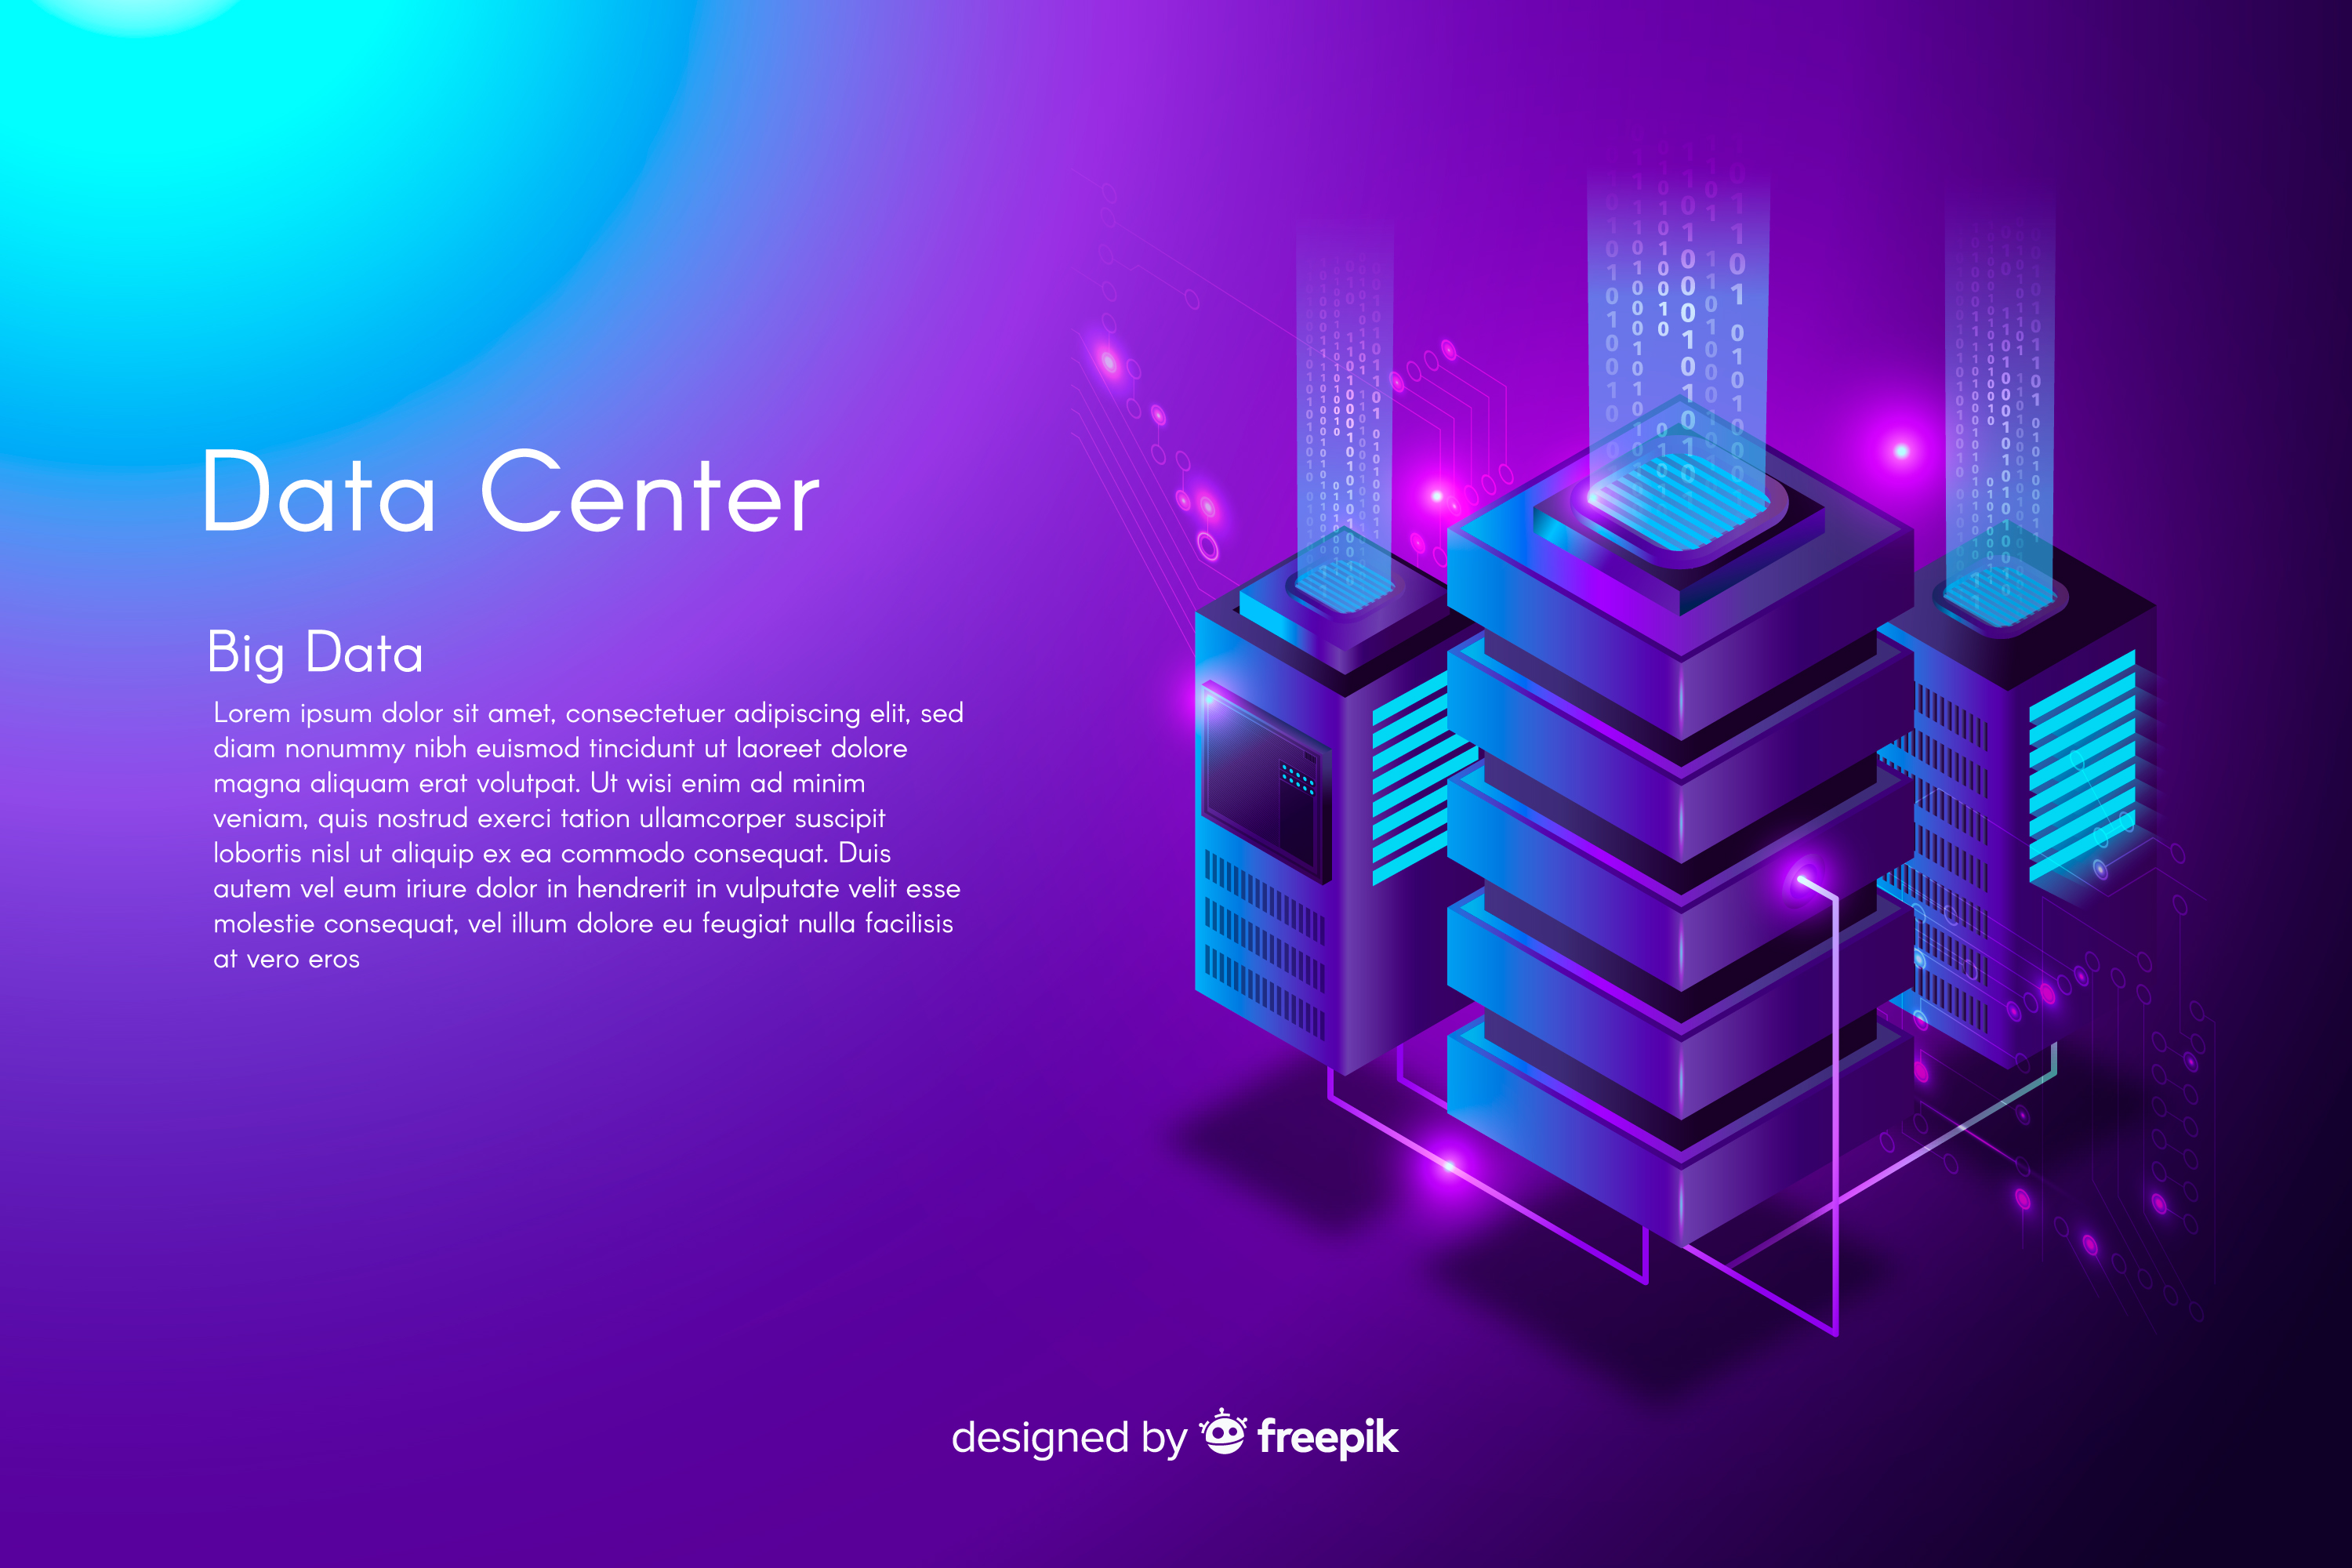 Data Center
Big Data
Lorem ipsum dolor sit amet, consectetuer adipiscing elit, sed
diam nonummy nibh euismod tincidunt ut laoreet dolore
magna aliquam erat volutpat. Ut wisi enim ad minim
veniam, quis nostrud exerci tation ullamcorper suscipit
lobortis nisl ut aliquip ex ea commodo consequat. Duis
autem vel eum iriure dolor in hendrerit in vulputate velit esse
molestie consequat, vel illum dolore eu feugiat nulla facilisis
at vero eros
designed by freepik